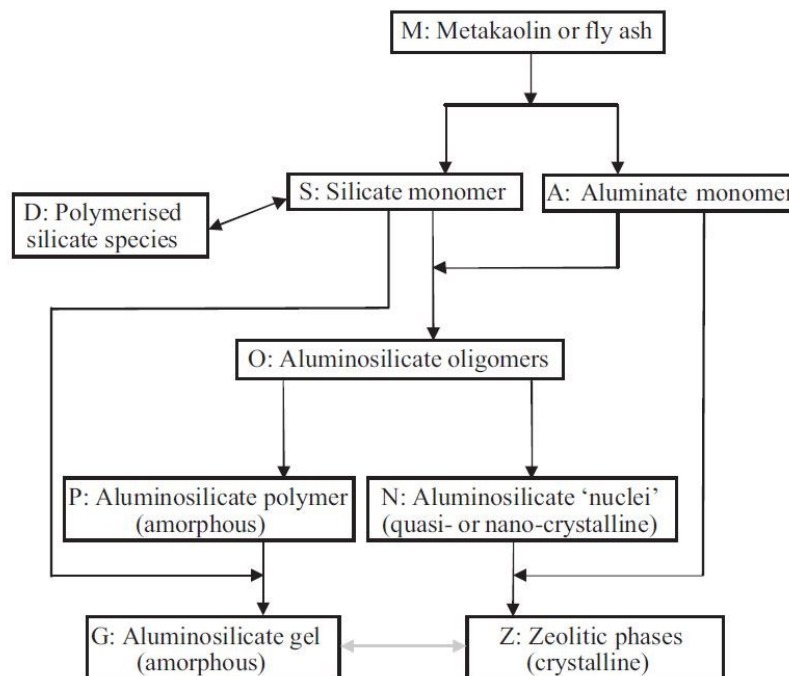 M: Metakaolin or fly ash
S: Silicate monomer
A: Aluminate monomer
D: Polymerised
silicate species
O: Aluminosilicate oligomers
P: Aluminosilicate polymer
(amorphous)
N: Aluminosilicate ‘nuclei’
(quasi- or nano-crystalline)
G: Aluminosilicate gel
(amorphous)
Z: Zeolitic phases
(crystalline)